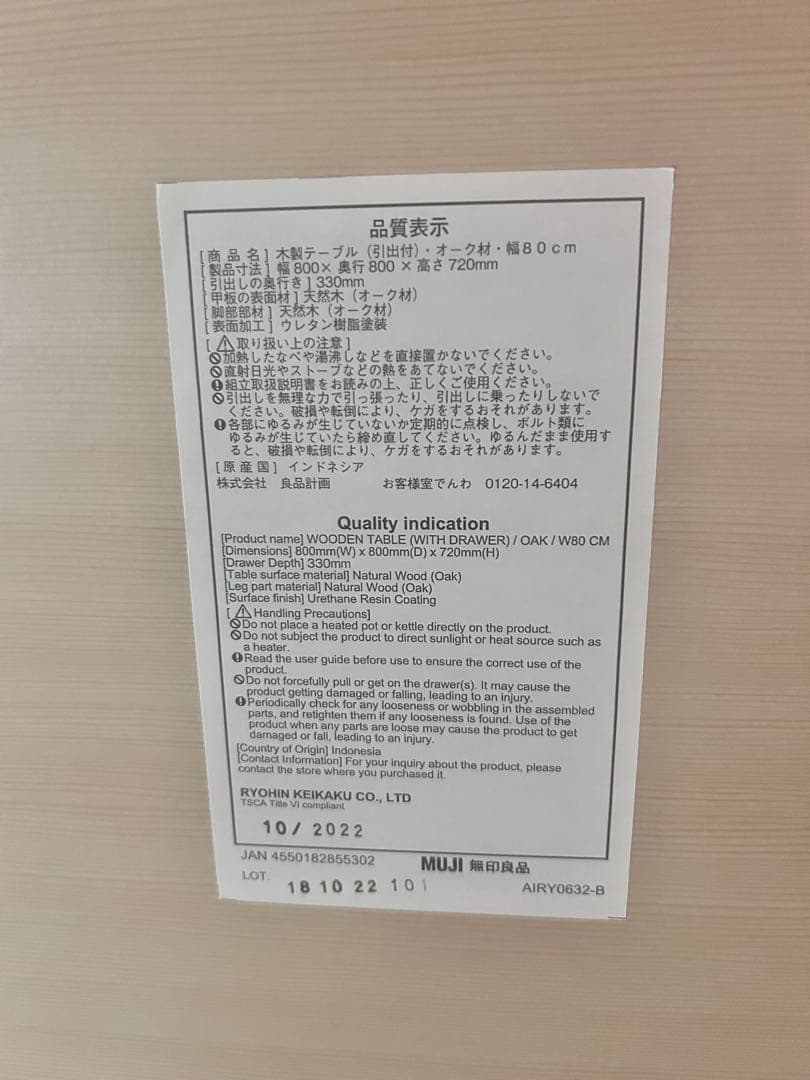 品質表示
[商品名] 木製テーブル（引出付）・オーク材・幅80cm
[製品寸法] 幅800×奥行800×高さ720mm
[引出しの奥行き] 330mm
[甲板の表面材] 天然木（オーク材）
[脚部部材] 天然木（オーク材）
[表面加工] ウレタン樹脂塗装
[⚠取り扱い上の注意]
加熱したなべや湯沸しなどを直接置かないでください。
直射日光やストーブなどの熱をあてないでください。
組立取扱説明書をお読みの上、正しくご使用ください。
引出しを無理な力で引っ張ったり、引出しに乗ったりしないで
ください。破損や転倒により、ケガをするおそれがあります。
各部にゆるみが生じていないか定期的に点検し、ボルト類に
ゆるみが生じていたら締め直してください。ゆるんだまま使用す
ると、破損や転倒により、ケガをするおそれがあります。
[原産国] インドネシア
株式会社 良品計画 お客様室でんわ 0120-14-6404
Quality indication
[Product name] WOODEN TABLE (WITH DRAWER) / OAK / W80 CM
[Dimensions] 800mm(W) x 800mm(D) x 720mm(H)
[Drawer Depth] 330mm
[Table surface material] Natural Wood (Oak)
[Leg part material] Natural Wood (Oak)
[Surface finish] Urethane Resin Coating
[⚠Handling Precautions]
Do not place a heated pot or kettle directly on the product.
Do not subject the product to direct sunlight or heat source such as
a heater.
Read the user guide before use to ensure the correct use of the
product.
Do not forcefully pull or get on the drawer(s). It may cause the
product getting damaged or falling, leading to an injury.
Periodically check for any looseness or wobbling in the assembled
parts, and retighten them if any looseness is found. Use of the
product when any parts are loose may cause the product to get
damaged or fall, leading to an injury.
[Country of Origin] Indonesia
[Contact Information] For your inquiry about the product, please
contact the store where you purchased it.
RYOHIN KEIKAKU CO., LTD
TSCA Title VI compliant
10/ 2022
JAN 4550182855302 MUJI 無印良品
LOT. 18 10 22 101 AIRY0632-B